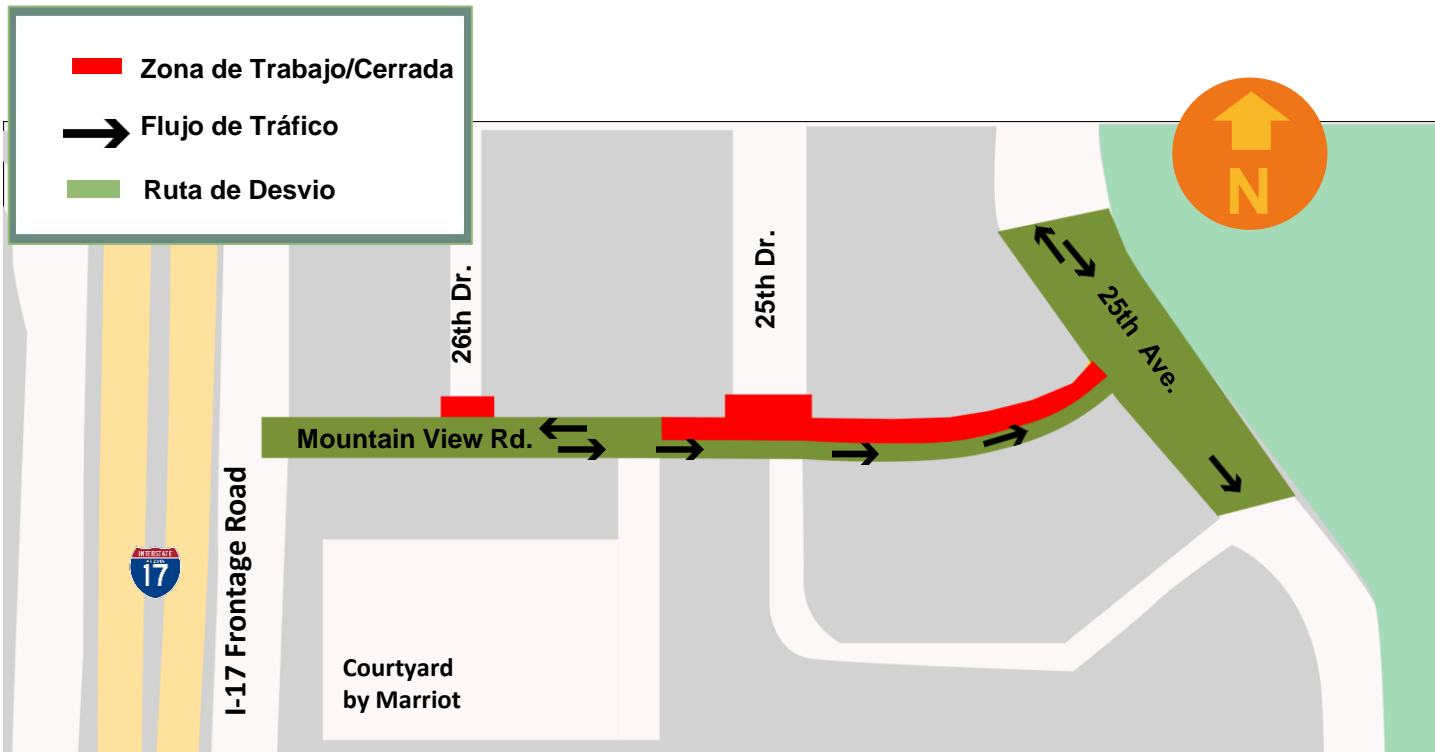 Zona de Trabajo/Cerrada
Flujo de Tráfico
Ruta de Desvio
N
26th Dr.
25th Dr.
25th Ave.
Mountain View Rd.
I-17 Frontage Road
INTERSTATE
17
Courtyard
by Marriot